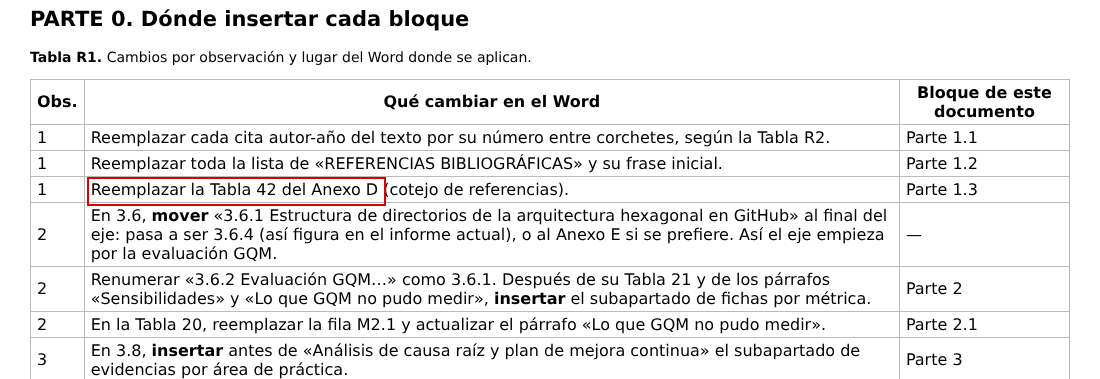 PARTE 0. Dónde insertar cada bloque
Tabla R1. Cambios por observación y lugar del Word donde se aplican.
Obs. Qué cambiar en el Word Bloque de este documento
1 Reemplazar cada cita autor-año del texto por su número entre corchetes, según la Tabla R2. Parte 1.1
1 Reemplazar toda la lista de «REFERENCIAS BIBLIOGRÁFICAS» y su frase inicial. Parte 1.2
1 Reemplazar la Tabla 42 del Anexo D (cotejo de referencias). Parte 1.3
En 3.6, mover «3.6.1 Estructura de directorios de la arquitectura hexagonal en GitHub» al final del
2 eje: pasa a ser 3.6.4 (así figura en el informe actual), o al Anexo E si se prefiere. Así el eje empieza —
por la evaluación GQM.
2 Renumerar «3.6.2 Evaluación GQM...» como 3.6.1. Después de su Tabla 21 y de los párrafos Parte 2
«Sensibilidades» y «Lo que GQM no pudo medir», insertar el subapartado de fichas por métrica.
2 En la Tabla 20, reemplazar la fila M2.1 y actualizar el párrafo «Lo que GQM no pudo medir». Parte 2.1
3 En 3.8, insertar antes de «Análisis de causa raíz y plan de mejora continua» el subapartado de Parte 3
evidencias por área de práctica.